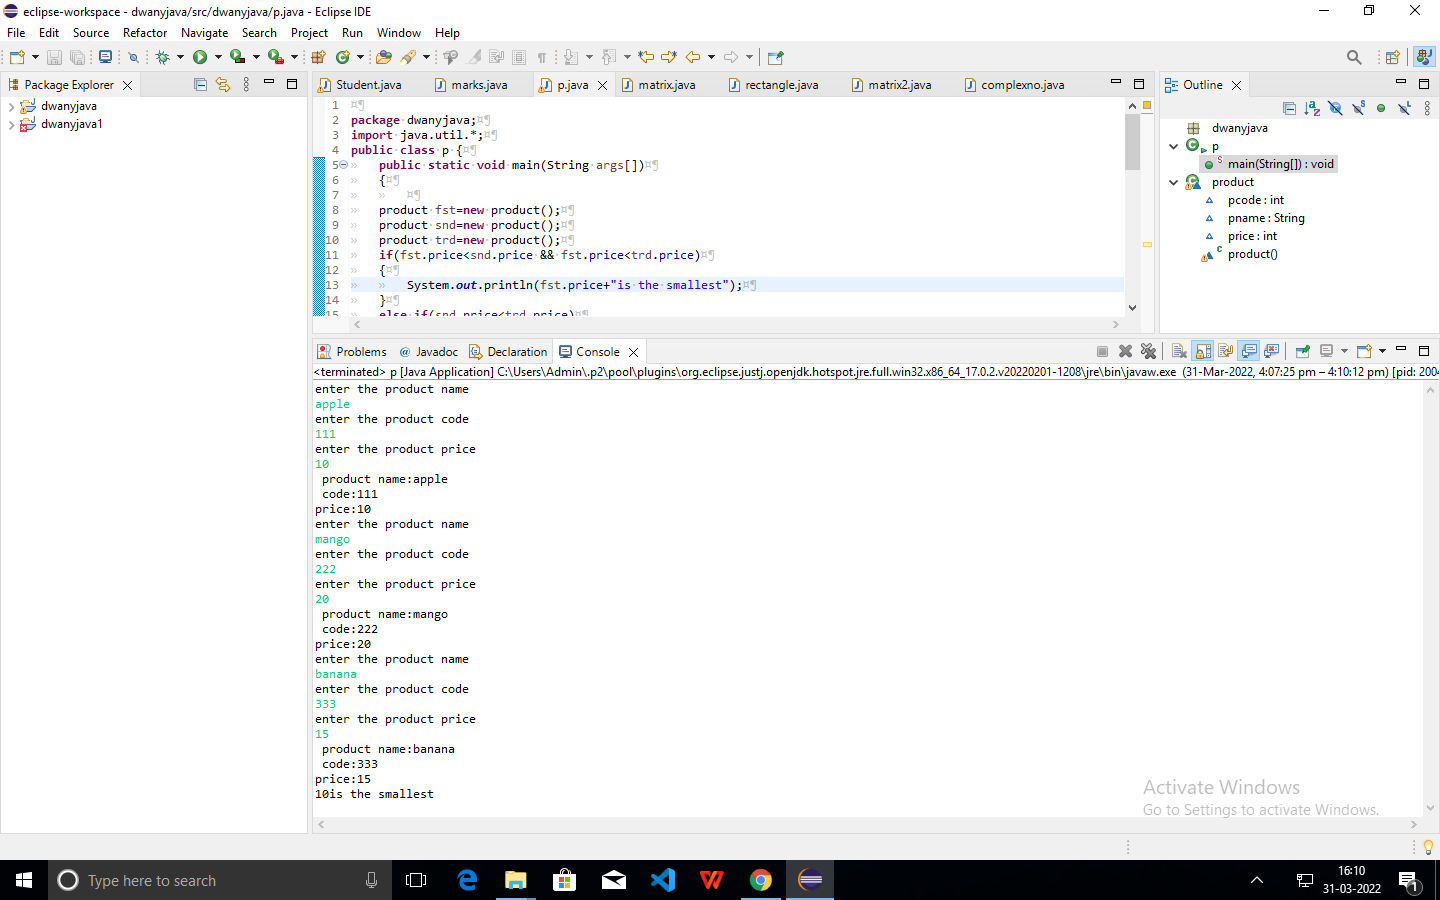 eclipse-workspace - dwanyjava/src/dwanyjava/p.java - Eclipse IDE
File Edit Source Refactor Navigate Search Project Run Window Help
Package Explorer
dwanyjava
dwanyjava1
Student.java marks.java p.java matrix.java rectangle.java matrix2.java complexno.java
1
2 package dwanyjava;
3 import java.util.*;
4 public class p {
5 public static void main(String args[])
6 {
7
8 product fst=new product();
9 product snd=new product();
10 product trd=new product();
11 if(fst.price<snd.price && fst.price<trd.price)
12 {
13 System.out.println(fst.price+"is the smallest");
14 }
15 else if(snd.price<trd.price)
Outline
dwanyjava
p
main(String[]) : void
product
pcode : int
pname : String
price : int
product()
Problems Javadoc Declaration Console
<terminated> p [Java Application] C:\Users\Admin\.p2\pool\plugins\org.eclipse.justj.openjdk.hotspot.jre.full.win32.x86_64_17.0.2.v20220201-1208\jre\bin\javaw.exe (31-Mar-2022, 4:07:25 pm – 4:10:12 pm) [pid: 2004
enter the product name
apple
enter the product code
111
enter the product price
10
product name:apple
code:111
price:10
enter the product name
mango
enter the product code
222
enter the product price
20
product name:mango
code:222
price:20
enter the product name
banana
enter the product code
333
enter the product price
15
product name:banana
code:333
price:15
10is the smallest
Activate Windows
Go to Settings to activate Windows.
Type here to search
16:10
31-03-2022
1